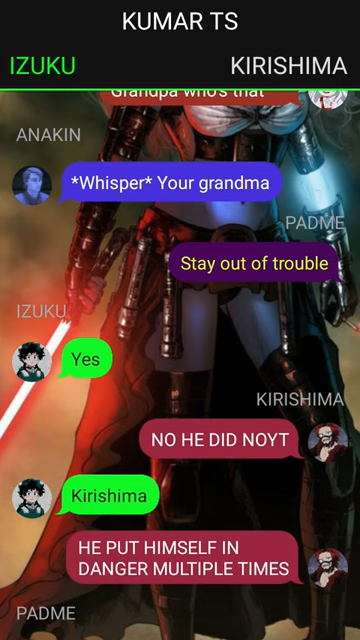 KUMAR TS
IZUKU
KIRISHIMA
Grandpa who's that
ANAKIN
*Whisper* Your grandma
PADME
Stay out of trouble
IZUKU
Yes
KIRISHIMA
NO HE DID NOYT
Kirishima
HE PUT HIMSELF IN
DANGER MULTIPLE TIMES
PADME